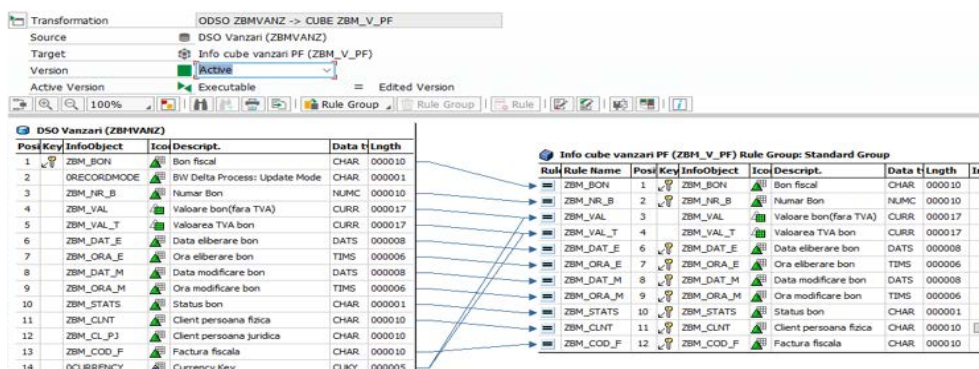 Transformation ODSO ZBMVANZ -> CUBE ZBM_V_PF
Source DSO Vanzari (ZBMVANZ)
Target Info cube vanzari PF (ZBM_V_PF)
Version Active
Active Version Executable = Edited Version
100% Rule Group Rule Group Rule
DSO Vanzari (ZBMVANZ)
Posi Key InfoObject Icon Descript. Data t Lngth
1 ZBM_BON Bon fiscal CHAR 000010
2 0RECORDMODE BW Delta Process: Update Mode CHAR 000001
3 ZBM_NR_B Numar Bon NUMC 000010
4 ZBM_VAL Valoare bon(fara TVA) CURR 000017
5 ZBM_VAL_T Valoarea TVA bon CURR 000017
6 ZBM_DAT_E Data eliberare bon DATS 000008
7 ZBM_ORA_E Ora eliberare bon TIMS 000006
8 ZBM_DAT_M Data modificare bon DATS 000008
9 ZBM_ORA_M Ora modificare bon TIMS 000006
10 ZBM_STATS Status bon CHAR 000001
11 ZBM_CLNT Client persoana fizica CHAR 000010
12 ZBM_CL_PJ Client persoana juridica CHAR 000010
13 ZBM_COD_F Factura fiscala CHAR 000010
14 0CURRENCY Currency Key CUKY 000005
Info cube vanzari PF (ZBM_V_PF) Rule Group: Standard Group
Rule Rule Name Posi Key InfoObject Icon Descript. Data t Lngth
ZBM_BON 1 ZBM_BON Bon fiscal CHAR 000010
ZBM_NR_B 2 ZBM_NR_B Numar Bon NUMC 000010
ZBM_VAL 3 ZBM_VAL Valoare bon(fara TVA) CURR 000017
ZBM_VAL_T 4 ZBM_VAL_T Valoarea TVA bon CURR 000017
ZBM_DAT_E 6 ZBM_DAT_E Data eliberare bon DATS 000008
ZBM_ORA_E 7 ZBM_ORA_E Ora eliberare bon TIMS 000006
ZBM_DAT_M 8 ZBM_DAT_M Data modificare bon DATS 000008
ZBM_ORA_M 9 ZBM_ORA_M Ora modificare bon TIMS 000006
ZBM_STATS 10 ZBM_STATS Status bon CHAR 000001
ZBM_CLNT 11 ZBM_CLNT Client persoana fizica CHAR 000010
ZBM_COD_F 12 ZBM_COD_F Factura fiscala CHAR 000010